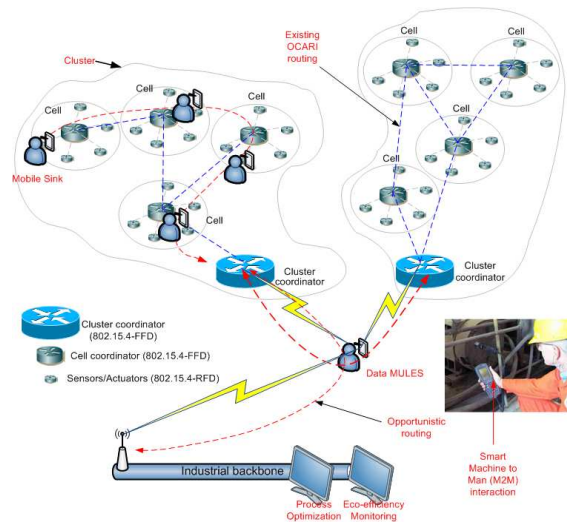 Cluster
Existing
OCARI
routing
Cell
Cell
Cell
Cell
Cell
Cell
Mobile Sink
Cell
Cell
Cluster
coordinator
Cluster
coordinator
Cluster coordinator
(802.15.4-FFD)
Cell coordinator (802.15.4-FFD)
Sensors/Actuators (802.15.4-RFD)
Data MULES
Opportunistic
routing
Smart
Machine to
Man (M2M)
interaction
Industrial backbone
Process
Optimization
Eco-efficiency
Monitoring